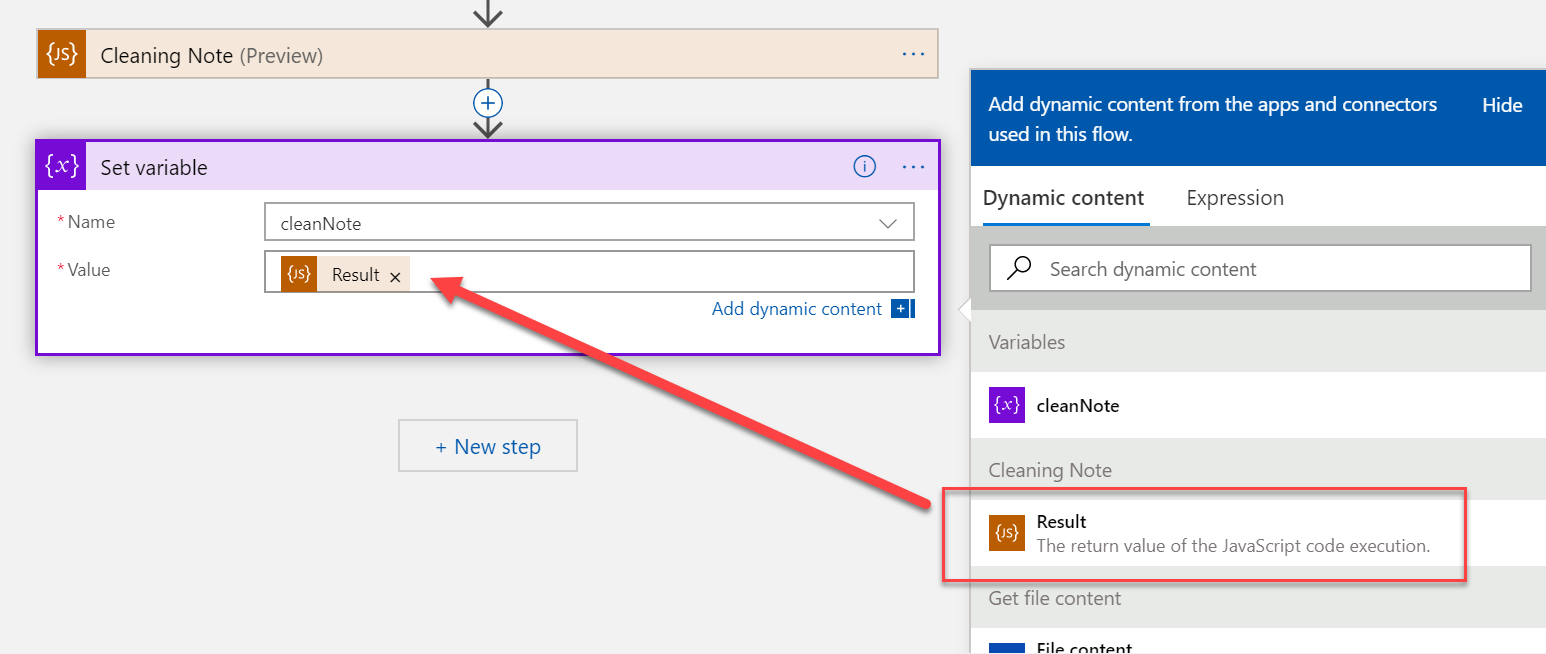 {JS} Cleaning Note (Preview) ...
{x} Set variable i ...
* Name cleanNote
* Value {JS} Result ×
Add dynamic content +
+ New step
Add dynamic content from the apps and connectors
used in this flow.
Hide
Dynamic content Expression
Search dynamic content
Variables
{x} cleanNote
Cleaning Note
{JS} Result
The return value of the JavaScript code execution.
Get file content
File content